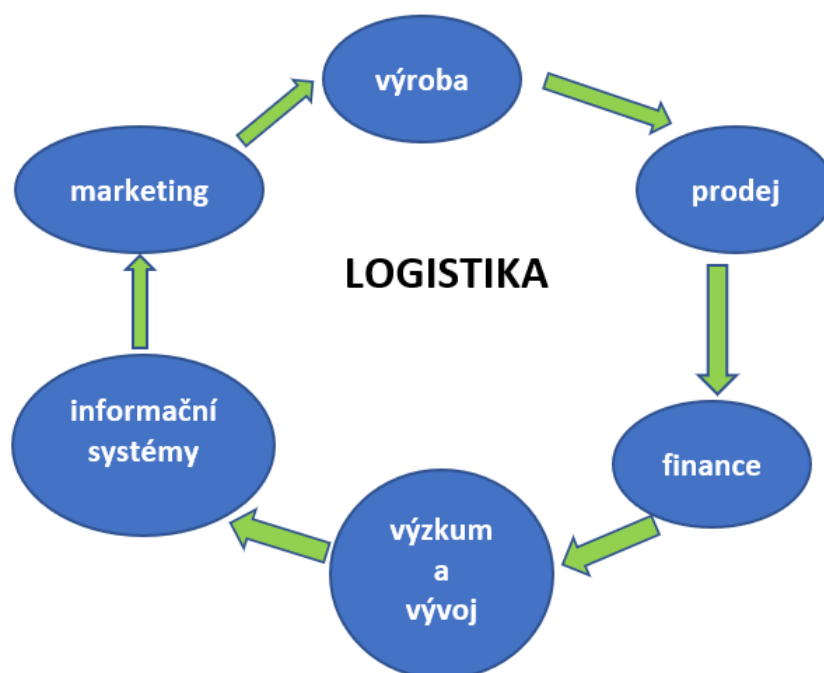 výroba
prodej
marketing
LOGISTIKA
informační
systémy
finance
výzkum
a
vývoj